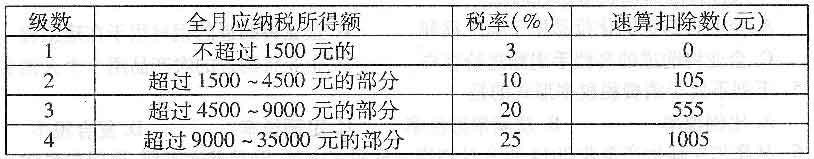 级数 全月应纳税所得额 税率(%) 速算扣除数(元)
1 不超过1500元的 3 0
2 超过1500~4500元的部分 10 105
3 超过4500~9000元的部分 20 555
4 超过9000~35000元的部分 25 1005